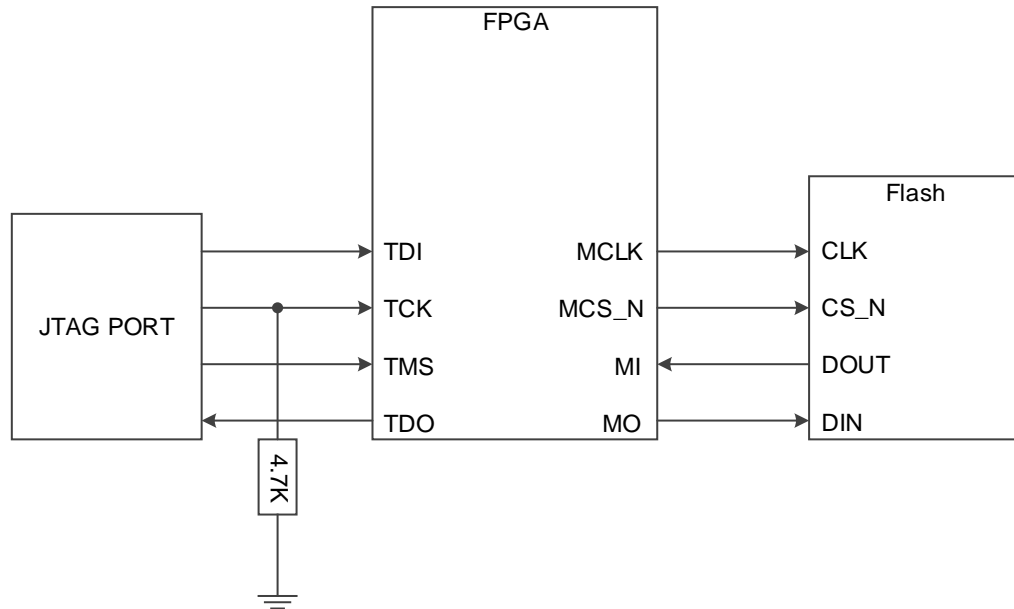 FPGA
Flash
JTAG PORT
TDI
TCK
TMS
TDO
MCLK
MCS_N
MI
MO
CLK
CS_N
DOUT
DIN
4.7K